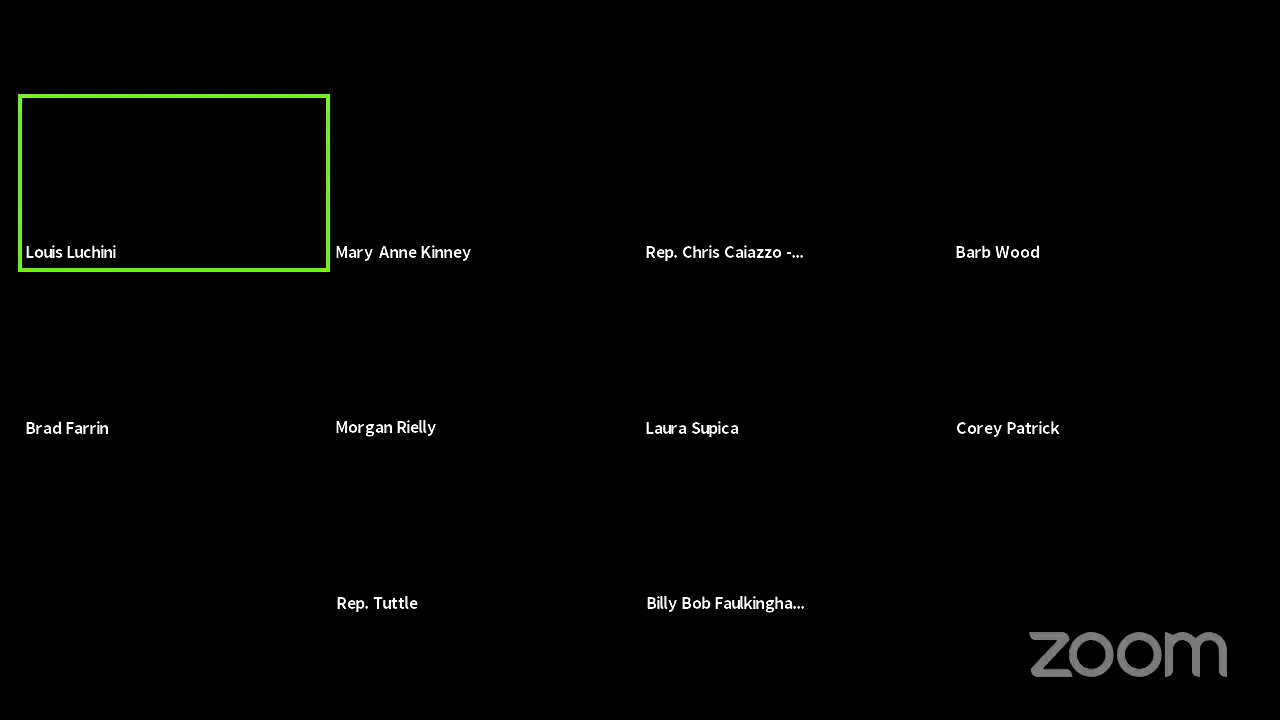 Louis Luchini
Mary Anne Kinney
Rep. Chris Caiazzo -...
Barb Wood
Brad Farrin
Morgan Rielly
Laura Supica
Corey Patrick
Rep. Tuttle
Billy Bob Faulkingha...
zoom